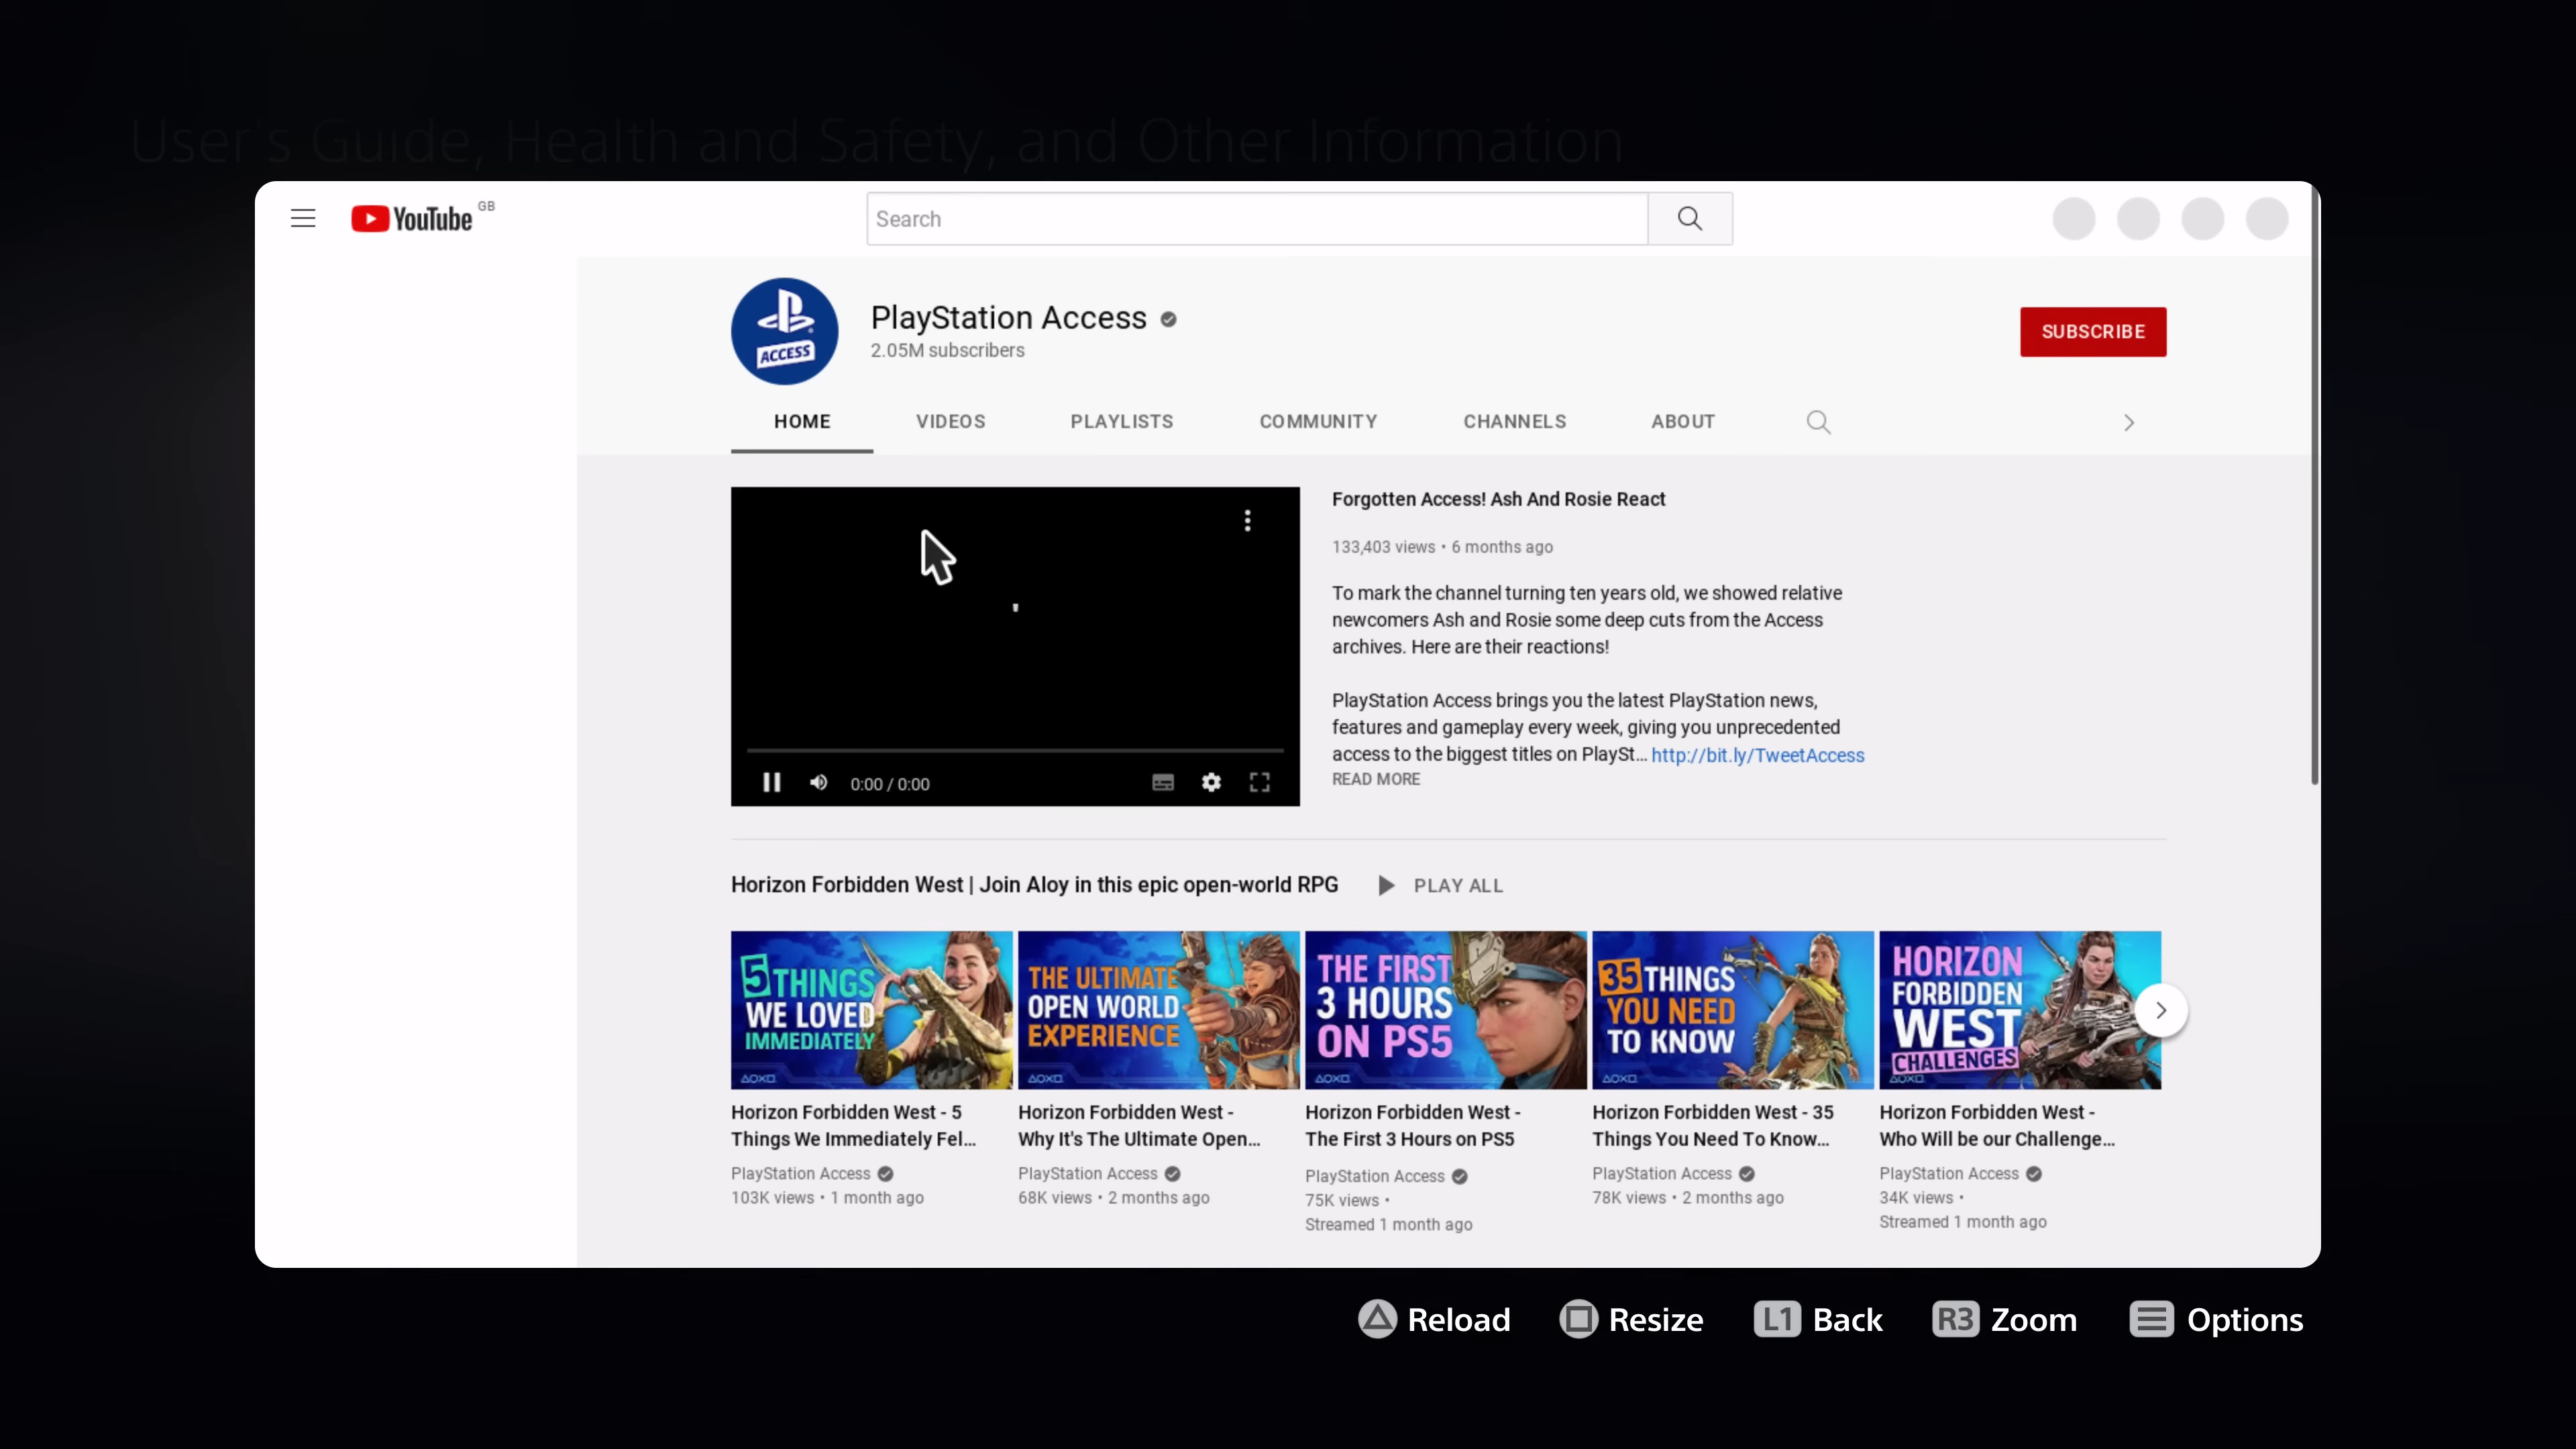 User's Guide, Health and Safety, and Other Information
YouTube GB
Search
ACCESS
PlayStation Access
2.05M subscribers
SUBSCRIBE
HOME VIDEOS PLAYLISTS COMMUNITY CHANNELS ABOUT
Forgotten Access! Ash And Rosie React
133,403 views • 6 months ago
To mark the channel turning ten years old, we showed relative
newcomers Ash and Rosie some deep cuts from the Access
archives. Here are their reactions!
PlayStation Access brings you the latest PlayStation news,
features and gameplay every week, giving you unprecedented
access to the biggest titles on PlaySt... http://bit.ly/TweetAccess
READ MORE
0:00 / 0:00
Horizon Forbidden West | Join Aloy in this epic open-world RPG PLAY ALL
5 THINGS
WE LOVED
IMMEDIATELY
Horizon Forbidden West - 5
Things We Immediately Fel...
PlayStation Access
103K views • 1 month ago
THE ULTIMATE
OPEN WORLD
EXPERIENCE
Horizon Forbidden West -
Why It's The Ultimate Open...
PlayStation Access
68K views • 2 months ago
THE FIRST
3 HOURS
ON PS5
Horizon Forbidden West -
The First 3 Hours on PS5
PlayStation Access
75K views •
Streamed 1 month ago
35 THINGS
YOU NEED
TO KNOW
Horizon Forbidden West - 35
Things You Need To Know...
PlayStation Access
78K views • 2 months ago
HORIZON
FORBIDDEN
WEST
CHALLENGES
Horizon Forbidden West -
Who Will be our Challenge...
PlayStation Access
34K views •
Streamed 1 month ago
Reload Resize L1 Back R3 Zoom Options